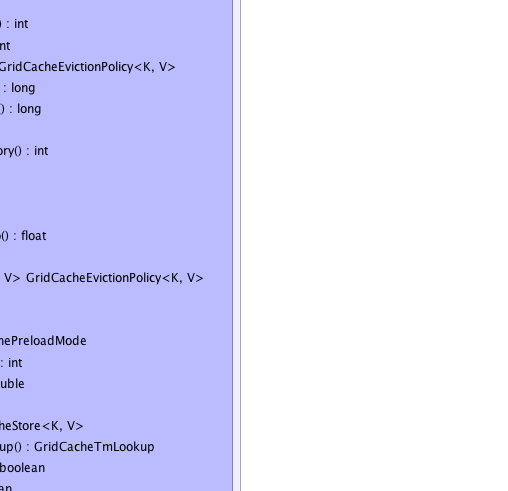 ) : int
nt
GridCacheEvictionPolicy<K, V>
: long
() : long
ory() : int
o() : float
V> GridCacheEvictionPolicy<K, V>
hePreloadMode
: int
uble
heStore<K, V>
up() : GridCacheTmLookup
boolean
an